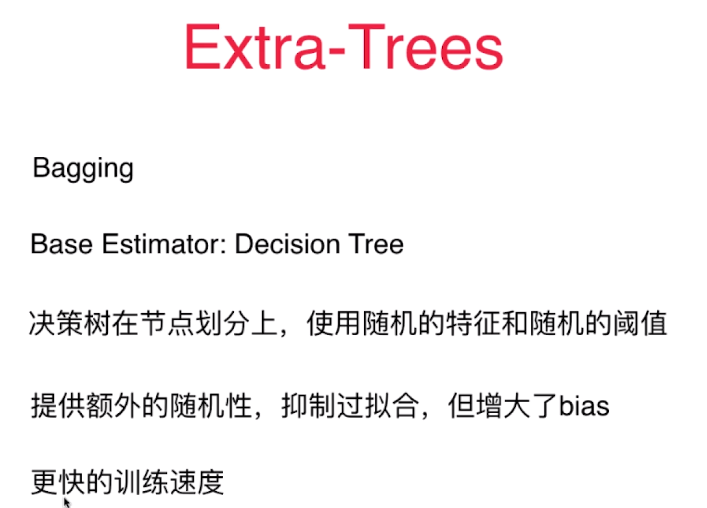 Extra-Trees
Bagging
Base Estimator: Decision Tree
决策树在节点划分上，使用随机的特征和随机的阈值
提供额外的随机性，抑制过拟合，但增大了bias
更快的训练速度